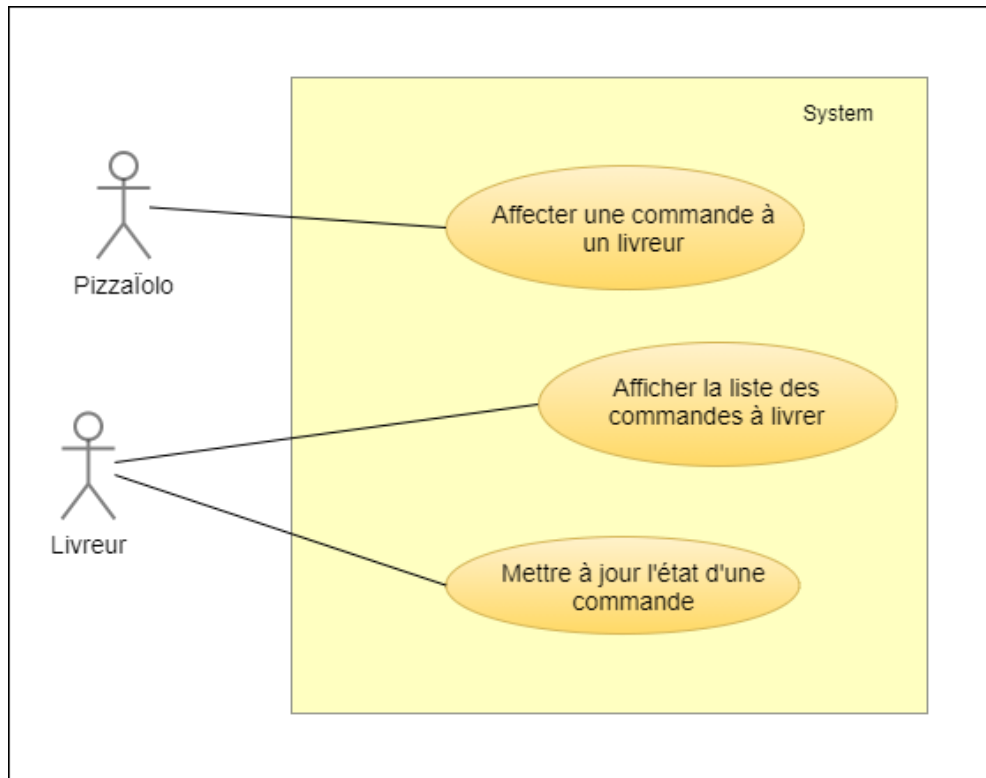 System
Affecter une commande à
un livreur
PizzaÏolo
Afficher la liste des
commandes à livrer
Livreur
Mettre à jour l'état d'une
commande